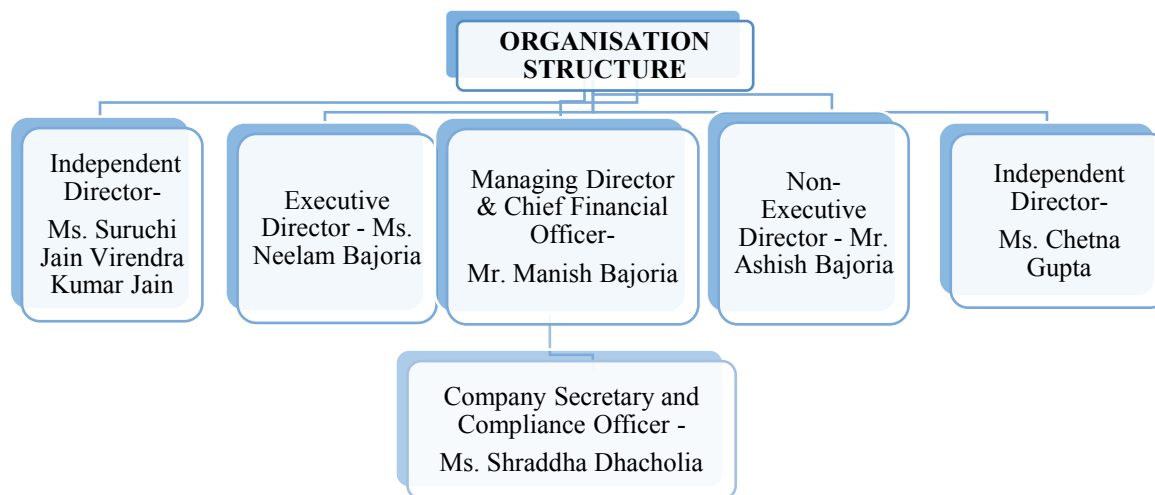 ORGANISATION
STRUCTURE
Independent
Director-
Ms. Suruchi
Jain Virendra
Kumar Jain
Executive
Director - Ms.
Neelam Bajoria
Managing Director
& Chief Financial
Officer-
Mr. Manish Bajoria
Non-
Executive
Director - Mr.
Ashish Bajoria
Independent
Director-
Ms. Chetna
Gupta
Company Secretary and
Compliance Officer -
Ms. Shraddha Dhacholia